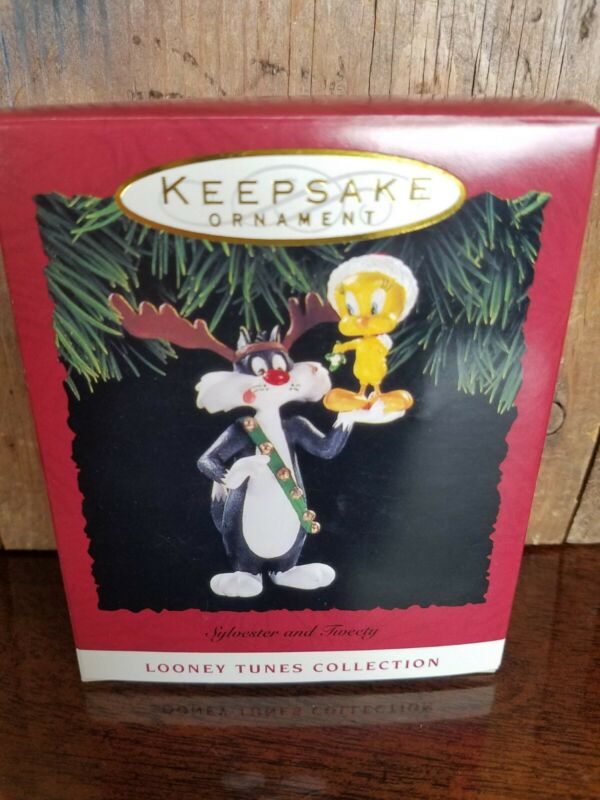 KEEPSAKE
ORNAMENT
Sylvester and Tweety
LOONEY TUNES COLLECTION